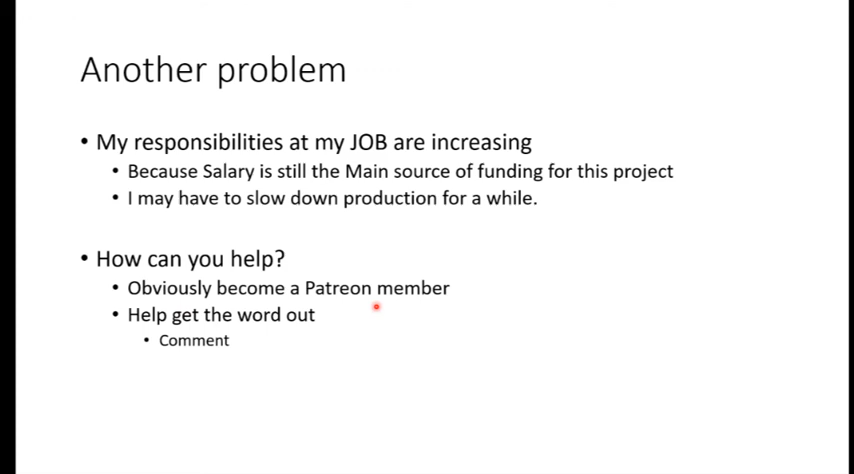 Another problem
• My responsibilities at my JOB are increasing
• Because Salary is still the Main source of funding for this project
• I may have to slow down production for a while.
• How can you help?
• Obviously become a Patreon member
• Help get the word out
• Comment